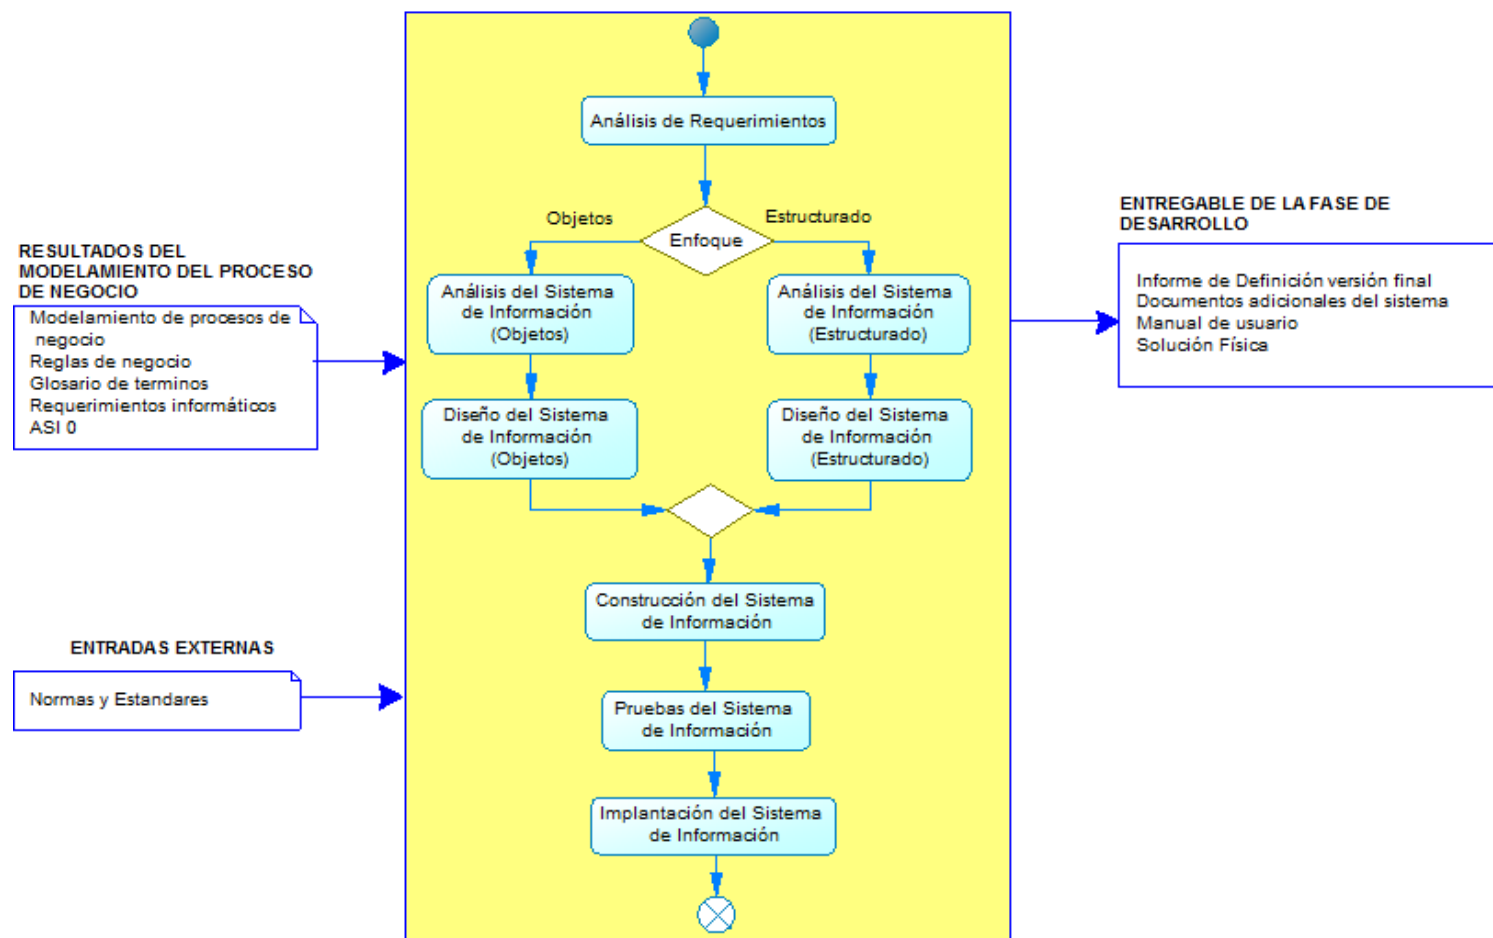 Análisis de Requerimientos
Objetos
Estructurado
Enfoque
RESULTADOS DEL
MODELAMIENTO DEL PROCESO
DE NEGOCIO
Modelamiento de procesos de
negocio
Reglas de negocio
Glosario de terminos
Requerimientos informáticos
ASI 0
Análisis del Sistema
de Información
(Objetos)
Análisis del Sistema
de Información
(Estructurado)
ENTREGABLE DE LA FASE DE
DESARROLLO
Informe de Definición versión final
Documentos adicionales del sistema
Manual de usuario
Solución Física
Diseño del Sistema
de Información
(Objetos)
Diseño del Sistema
de Información
(Estructurado)
Construcción del Sistema
de Información
ENTRADAS EXTERNAS
Normas y Estandares
Pruebas del Sistema
de Información
Implantación del Sistema
de Información